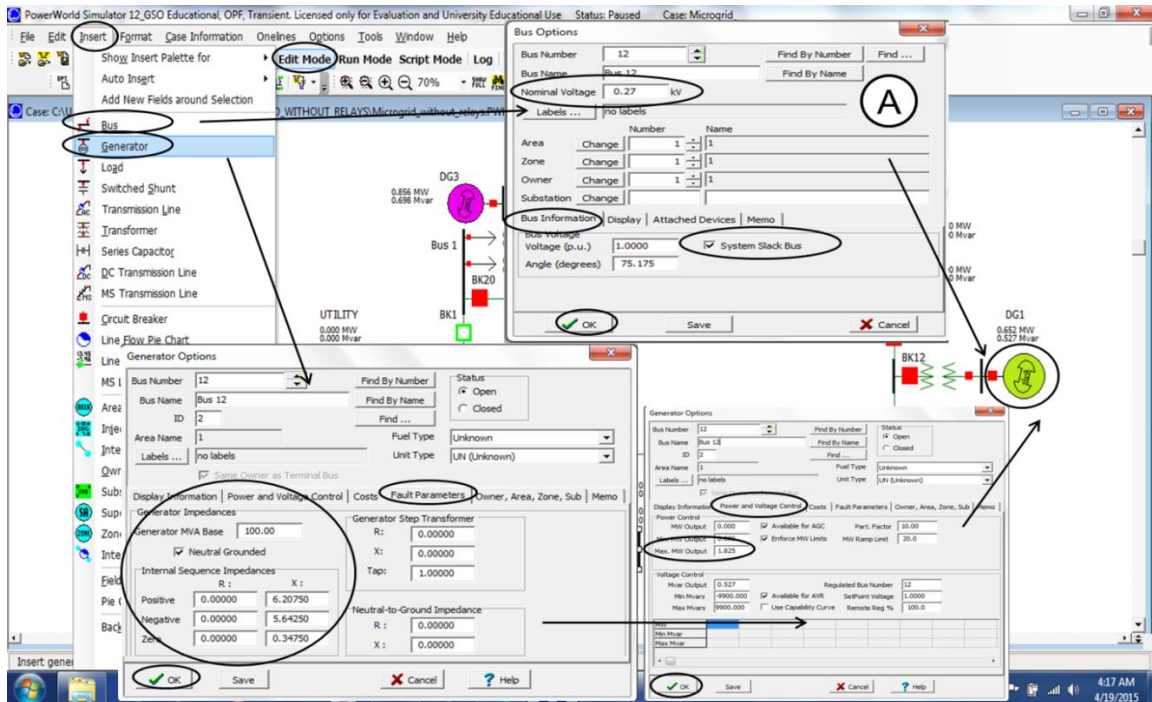 PowerWorld Simulator 12_GSO Educational, OPF, Transient. Licensed only for Evaluation and University Educational Use Status: Paused Case: Microgrid
File Edit Insert Format Case Information Onelines Options Tools Window Help
Edit Mode Run Mode Script Mode Log
70%
Case: C:\U
D_WITHOUT RELAYS\Microgrid_without_relays.PW
Show Insert Palette for
Auto Insert
Add New Fields around Selection
Bus
Generator
Load
Switched Shunt
Transmission Line
Transformer
Series Capacitor
DC Transmission Line
MS Transmission Line
Circuit Breaker
Line Flow Pie Chart
Line
MS L
Area
Inte
Owr
Sub
Zon
Inte
Field
Pie
Insert gener
DG3
0.856 MW
0.698 Mvar
Bus 1
BK20
UTILITY
0.000 MW
0.000 Mvar
BK1
Bus Options
Bus Number 12 Find By Number Find ...
Bus Name Bus 12 Find By Name
Nominal Voltage 0.27 kV
Labels ... no labels
A
Number Name
Area Change 1 1
Zone Change 1 1
Owner Change 1 1
Substation Change
Bus Information Display Attached Devices Memo
Bus Voltage
Voltage (p.u.) 1.0000 System Slack Bus
Angle (degrees) 75.175
OK Save Cancel
0 MW
0 Mvar
0 MW
0 Mvar
DG1
0.652 MW
0.527 Mvar
BK12
Generator Options
Bus Number 12 Find By Number Status
Open
Bus Name Bus 12 Find By Name
Closed
ID 2 Find ...
Area Name 1 Fuel Type Unknown
Labels ... no labels Unit Type UN (Unknown)
Same Owner as Terminal Bus
Display Information Power and Voltage Control Costs Fault Parameters Owner, Area, Zone, Sub Memo
Generator Impedances
Generator MVA Base 100.00
Neutral Grounded
Internal Sequence Impedances
R : X :
Positive 0.00000 6.20750
Negative 0.00000 5.64250
Zero 0.00000 0.34750
Generator Step Transformer
R: 0.00000
X: 0.00000
Tap: 1.00000
Neutral-to-Ground Impedance
R : 0.00000
X : 0.00000
OK Save Cancel Help
Generator Options
Bus Number 12 Find By Number Status
Open
Bus Name Bus 12 Find By Name
Closed
ID 2 Find ...
Area Name 1 Fuel Type Unknown
Labels ... no labels Unit Type UN (Unknown)
Display Information Power and Voltage Control Costs Fault Parameters Owner, Area, Zone, Sub Memo
Power Control
MW Output 0.000 Available for AGC Part. Factor 10.00
Enforce MW Limits MW Ramp Limit 20.0
Max. MW Output 1.825
Voltage Control
Mvar Output 0.527 Regulated Bus Number 12
Min Mvars -9900.000 Available for AVR SetPoint Voltage 1.0000
Max Mvars 9900.000 Use Capability Curve Remote Reg % 100.0
MW
Min Mvar
Max Mvar
OK Save Cancel Help
4:17 AM
4/19/2015